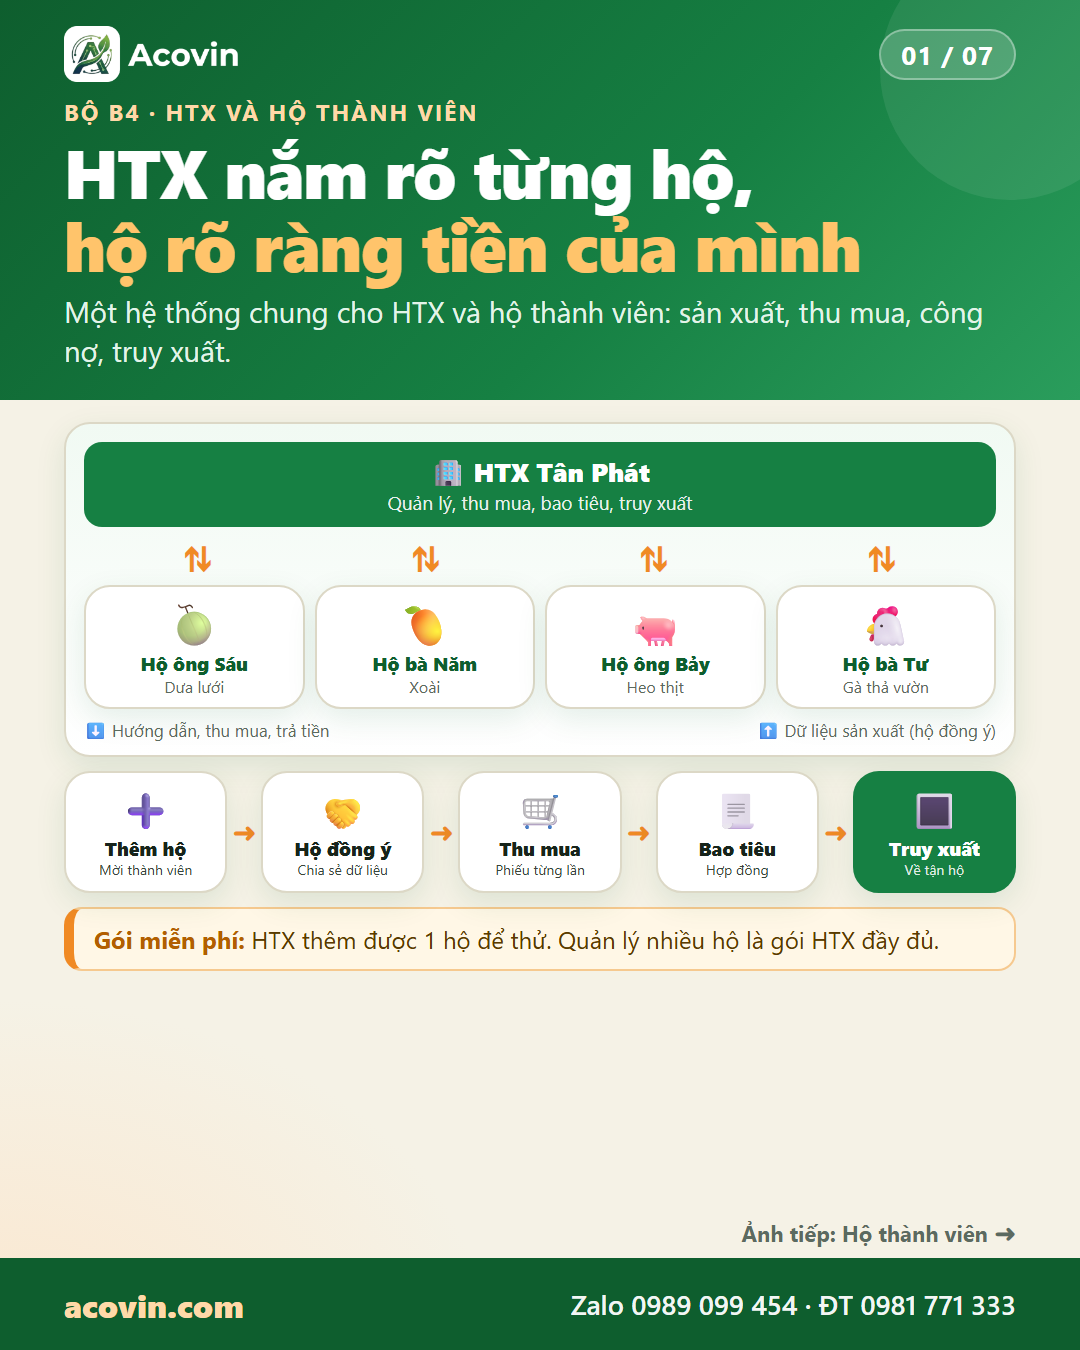 Acovin
01 / 07
BỘ B4 · HTX VÀ HỘ THÀNH VIÊN
HTX nắm rõ từng hộ,
hộ rõ ràng tiền của mình
Một hệ thống chung cho HTX và hộ thành viên: sản xuất, thu mua, công
nợ, truy xuất.
HTX Tân Phát
Quản lý, thu mua, bao tiêu, truy xuất
Hộ ông Sáu
Dưa lưới
Hộ bà Năm
Xoài
Hộ ông Bảy
Heo thịt
Hộ bà Tư
Gà thả vườn
Hướng dẫn, thu mua, trả tiền
Dữ liệu sản xuất (hộ đồng ý)
Thêm hộ
Mời thành viên
Hộ đồng ý
Chia sẻ dữ liệu
Thu mua
Phiếu từng lần
Bao tiêu
Hợp đồng
Truy xuất
Về tận hộ
Gói miễn phí: HTX thêm được 1 hộ để thử. Quản lý nhiều hộ là gói HTX đầy đủ.
Ảnh tiếp: Hộ thành viên →
acovin.com
Zalo 0989 099 454 · ĐT 0981 771 333